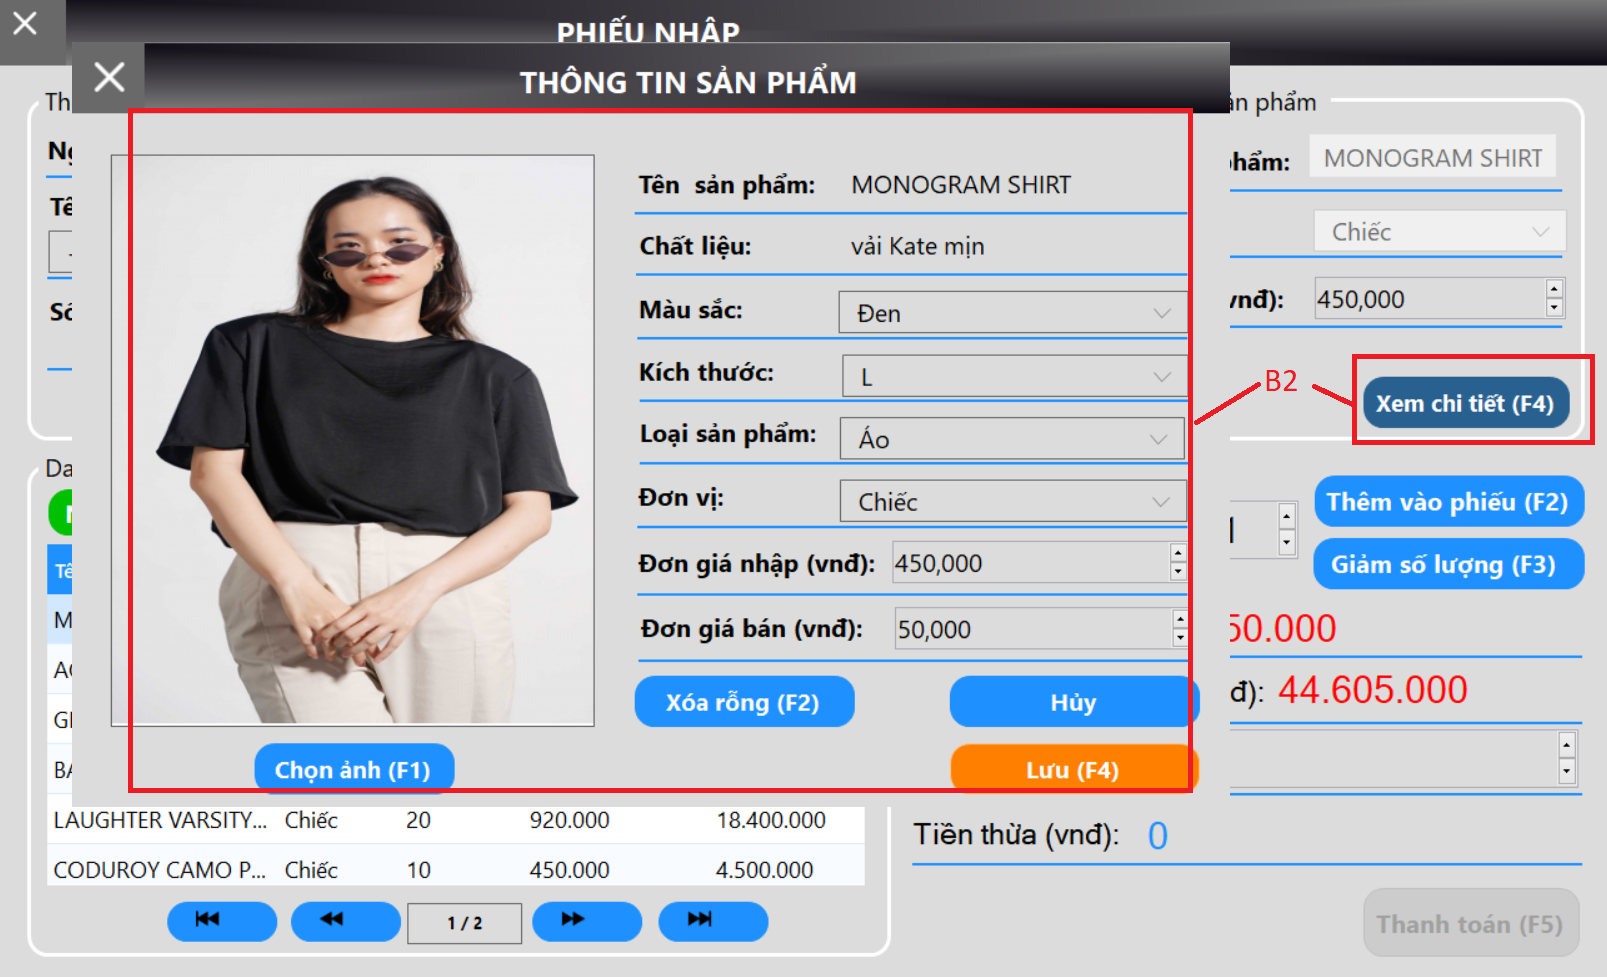 PHIẾU NHẬP
THÔNG TIN SẢN PHẨM
Th
ản phẩm
phẩm: MONOGRAM SHIRT
Tên sản phẩm: MONOGRAM SHIRT
Tê
Chiếc
Chất liệu: vải Kate mịn
Màu sắc: Đen
vnđ): 450,000
Số
Kích thước: L
B2
Xem chi tiết (F4)
Loại sản phẩm: Áo
Da
Đơn vị: Chiếc
1
Thêm vào phiếu (F2)
Đơn giá nhập (vnđ): 450,000
Giảm số lượng (F3)
Tê
M
Đơn giá bán (vnđ): 50,000
50.000
đ): 44.605.000
Xóa rỗng (F2)
Hủy
Chọn ảnh (F1)
Lưu (F4)
BA
LAUGHTER VARSITY... Chiếc 20 920.000 18.400.000
Tiền thừa (vnđ): 0
CODUROY CAMO P... Chiếc 10 450.000 4.500.000
1 / 2
Thanh toán (F5)